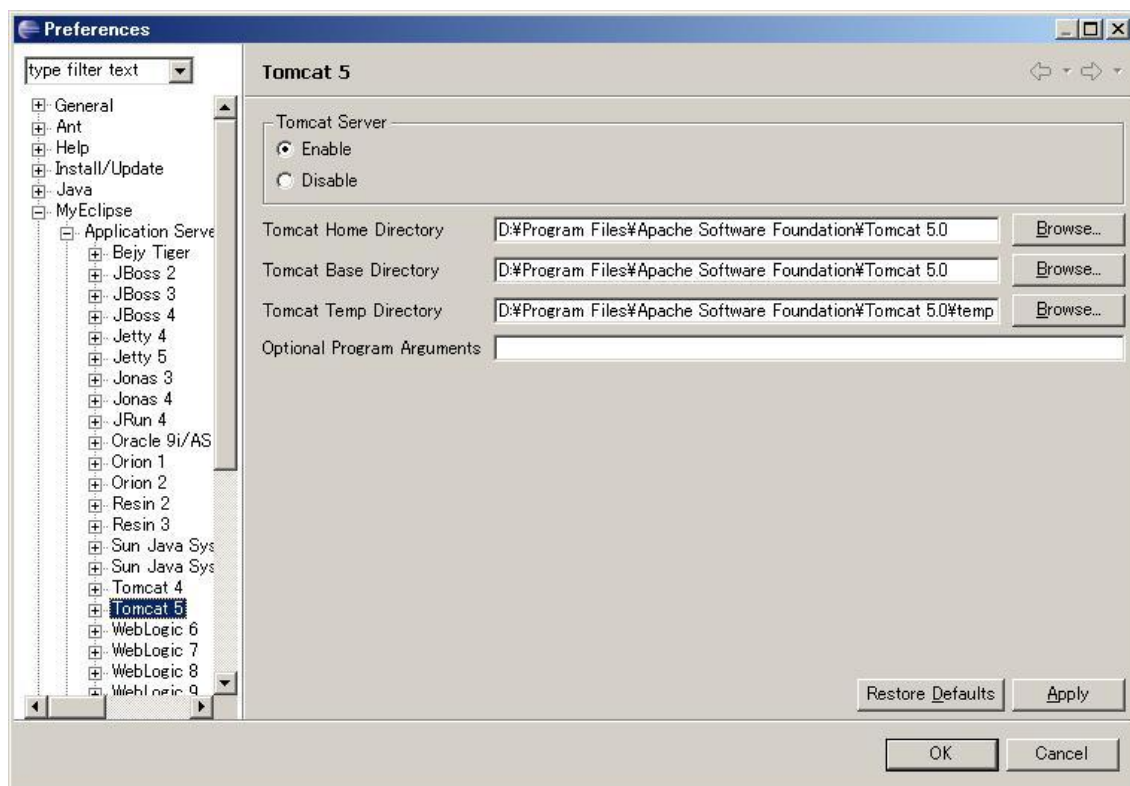 Preferences
type filter text
General
Ant
Help
Install/Update
Java
MyEclipse
Application Serve
Bejy Tiger
JBoss 2
JBoss 3
JBoss 4
Jetty 4
Jetty 5
Jonas 3
Jonas 4
JRun 4
Oracle 9i/AS
Orion 1
Orion 2
Resin 2
Resin 3
Sun Java Sys
Sun Java Sys
Tomcat 4
Tomcat 5
WebLogic 6
WebLogic 7
WebLogic 8
WebLogic 9
Tomcat 5
Tomcat Server
Enable
Disable
Tomcat Home Directory D:¥Program Files¥Apache Software Foundation¥Tomcat 5.0 Browse...
Tomcat Base Directory D:¥Program Files¥Apache Software Foundation¥Tomcat 5.0 Browse...
Tomcat Temp Directory D:¥Program Files¥Apache Software Foundation¥Tomcat 5.0¥temp Browse...
Optional Program Arguments
Restore Defaults Apply
OK Cancel